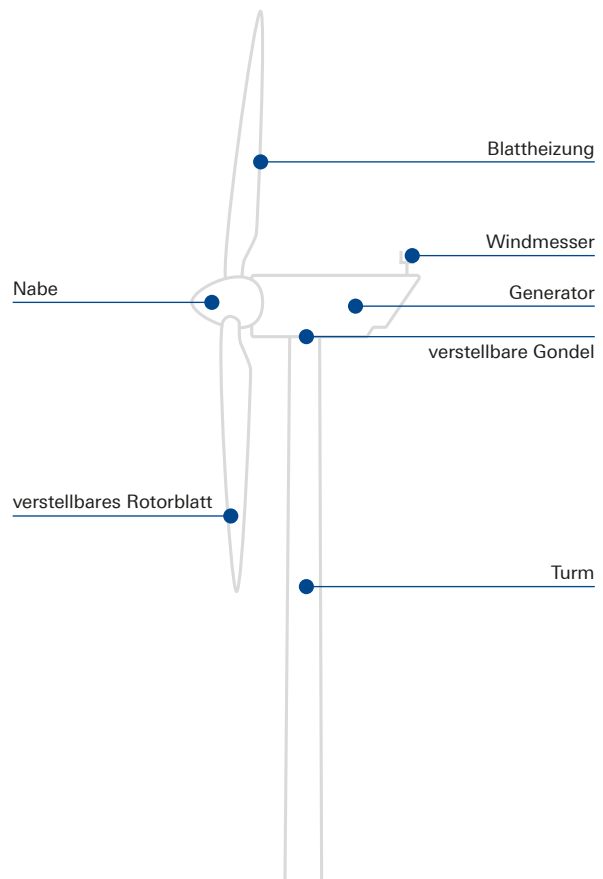 Blattheizung
Windmesser
Nabe
Generator
verstellbare Gondel
verstellbares Rotorblatt
Turm